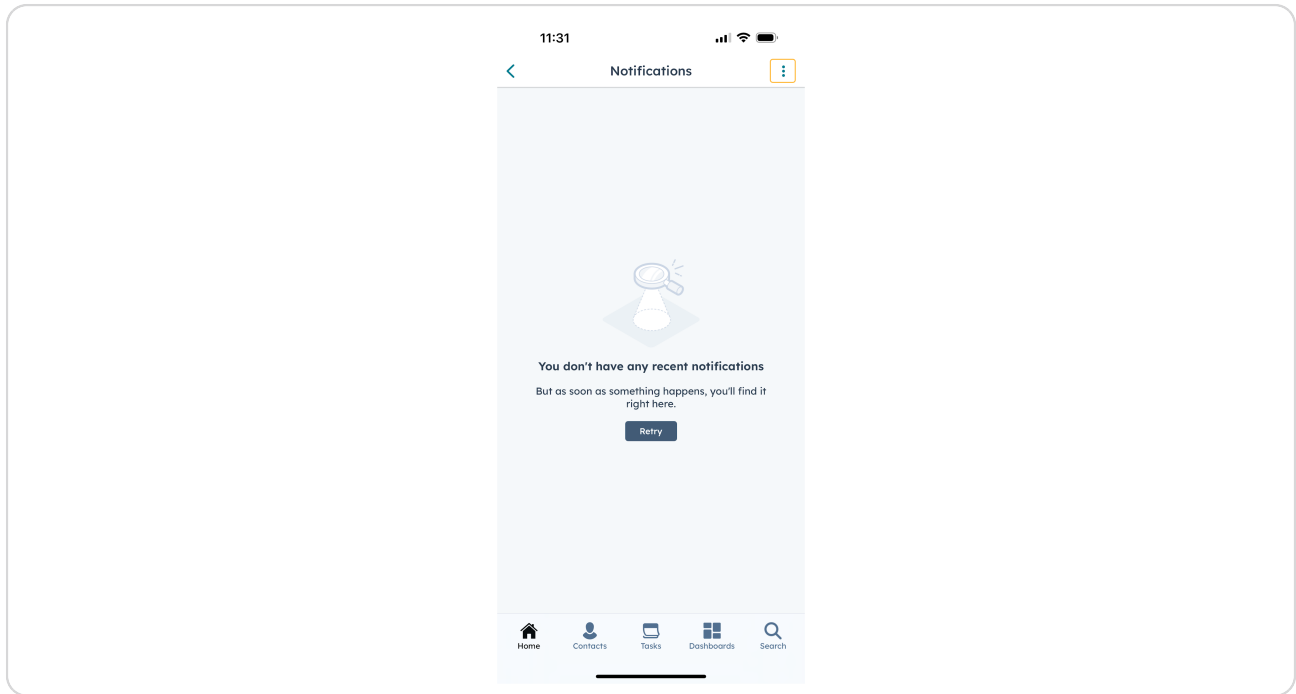 11:31
Notifications
You don't have any recent notifications
But as soon as something happens, you'll find it
right here.
Retry
Home
Contacts
Tasks
Dashboards
Search